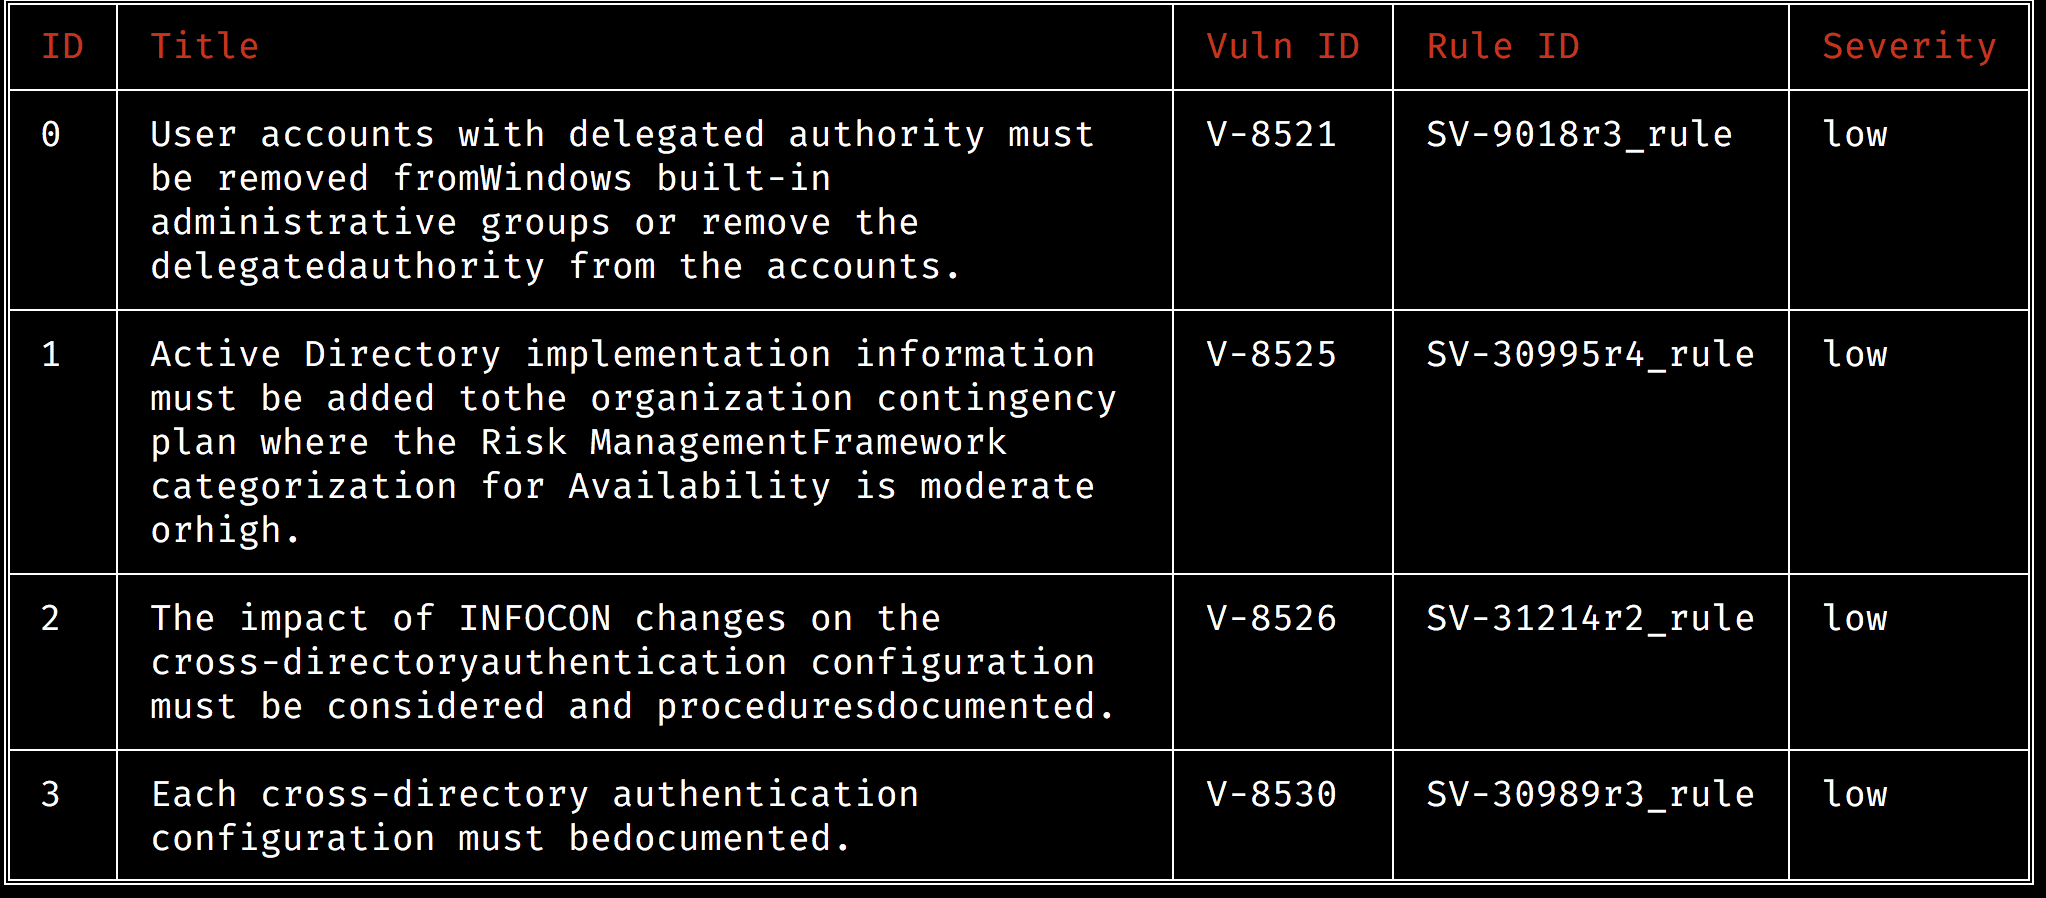 ID Title Vuln ID Rule ID Severity
0 User accounts with delegated authority must V-8521 SV-9018r3_rule low
be removed fromWindows built-in
administrative groups or remove the
delegatedauthority from the accounts.
1 Active Directory implementation information V-8525 SV-30995r4_rule low
must be added tothe organization contingency
plan where the Risk ManagementFramework
categorization for Availability is moderate
orhigh.
2 The impact of INFOCON changes on the V-8526 SV-31214r2_rule low
cross-directoryauthentication configuration
must be considered and proceduresdocumented.
3 Each cross-directory authentication V-8530 SV-30989r3_rule low
configuration must bedocumented.